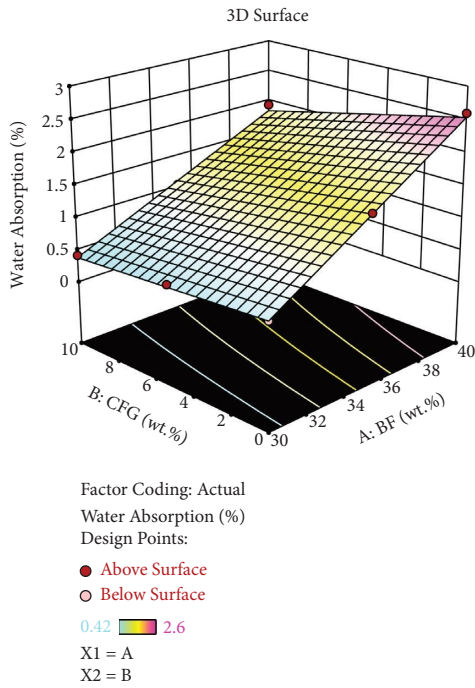 3D Surface
3
2.5
2
1.5
1
0.5
0
Water Absorption (%)
10
8
6
4
2
0
B: CFG (wt.%)
30
32
34
36
38
40
A: BF (wt.%)
Factor Coding: Actual
Water Absorption (%)
Design Points:
Above Surface
Below Surface
0.42 2.6
X1 = A
X2 = B